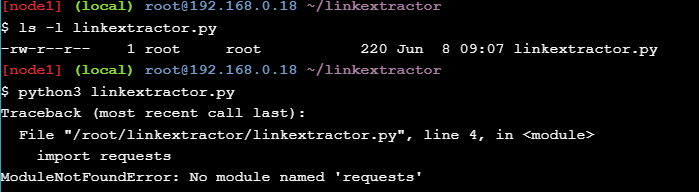 [node1] (local) root@192.168.0.18 ~/linkextractor
$ ls -l linkextractor.py
-rw-r--r--    1 root     root           220 Jun  8 09:07 linkextractor.py
[node1] (local) root@192.168.0.18 ~/linkextractor
$ python3 linkextractor.py
Traceback (most recent call last):
  File "/root/linkextractor/linkextractor.py", line 4, in <module>
    import requests
ModuleNotFoundError: No module named 'requests'